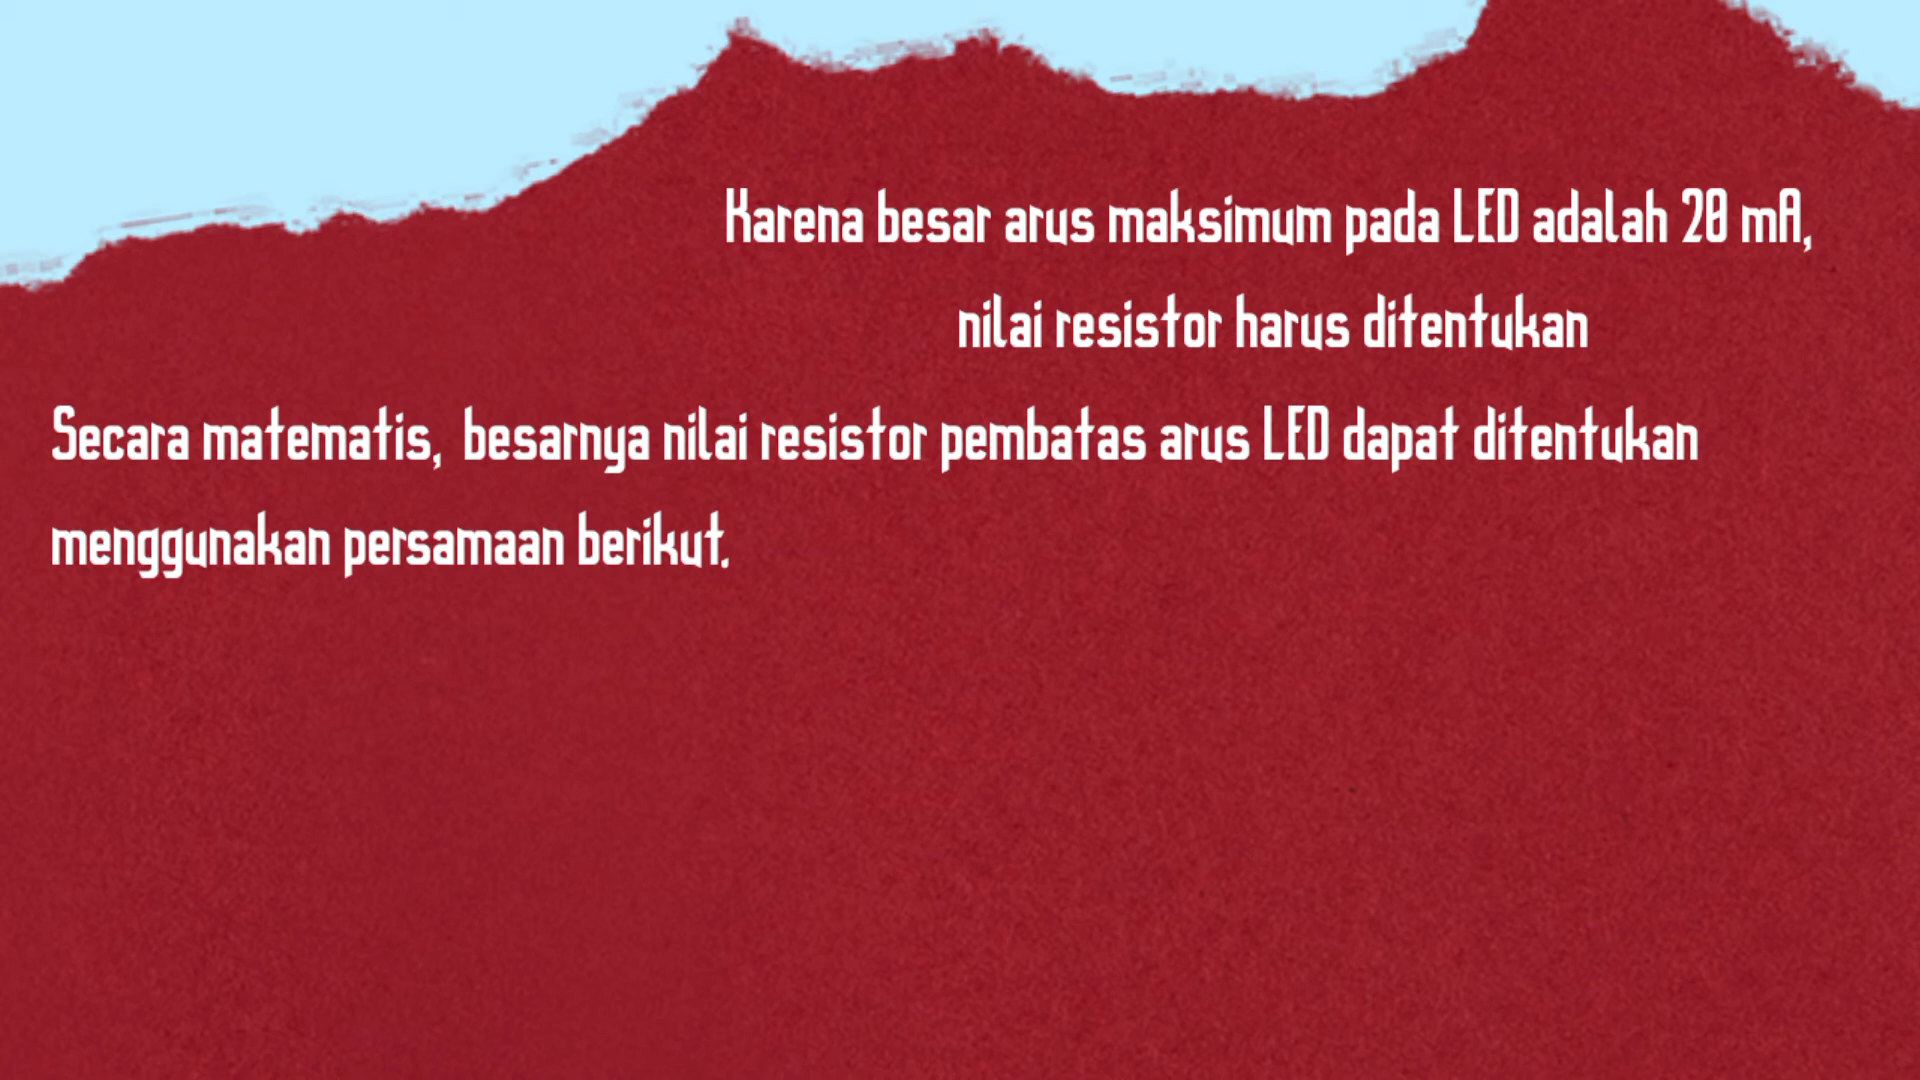 Karena besar arus maksimum pada LED adalah 20 mA,
nilai resistor harus ditentukan
Secara matematis, besarnya nilai resistor pembatas arus LED dapat ditentukan
menggunakan persamaan berikut.